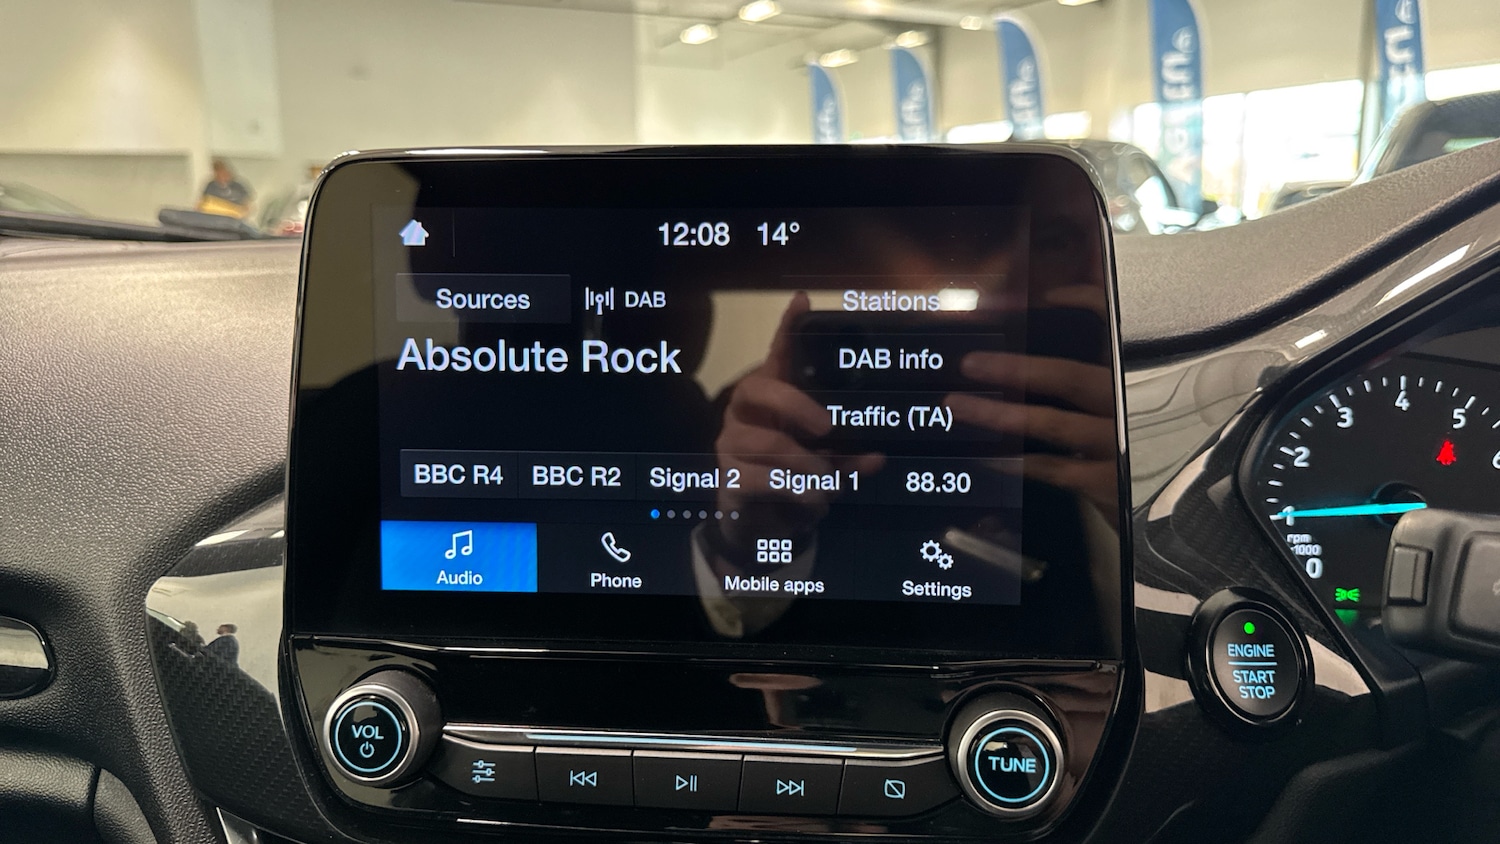 12:08 14°
Sources DAB Stations
Absolute Rock DAB info
Traffic (TA)
BBC R4 BBC R2 Signal 2 Signal 1 88.30
Audio Phone Mobile apps Settings
VOL
TUNE
ENGINE
START
STOP
1 2 3 4 5
rpm
x1000
0